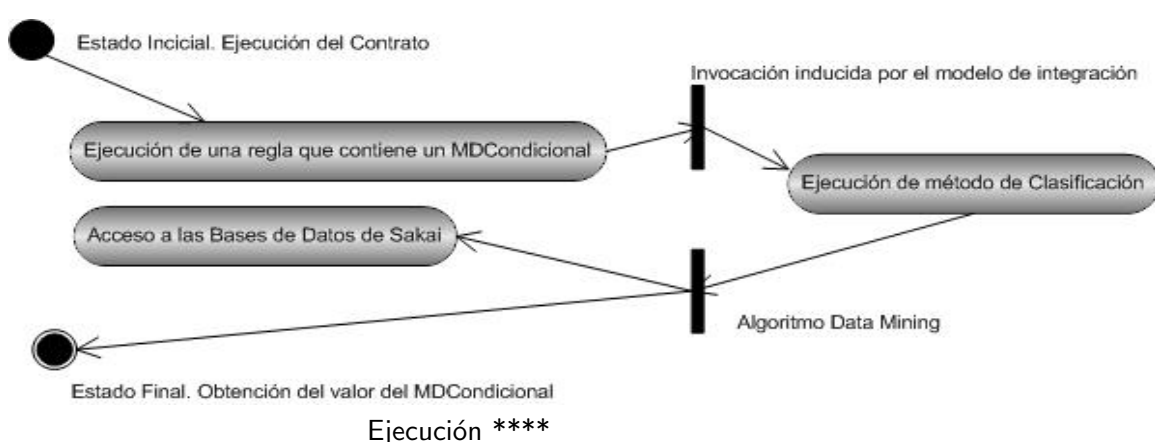 Estado Incicial. Ejecución del Contrato
Invocación inducida por el modelo de integración
Ejecución de una regla que contiene un MDCondicional
Ejecución de método de Clasificación
Acceso a las Bases de Datos de Sakai
Algoritmo Data Mining
Estado Final. Obtención del valor del MDCondicional
Ejecución ****